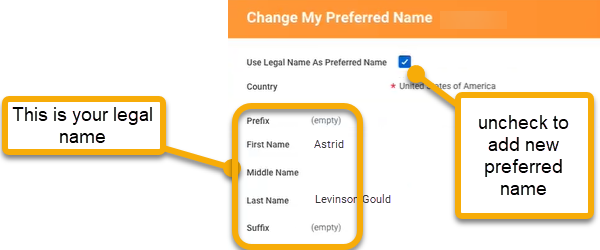 Change My Preferred Name
Use Legal Name As Preferred Name
Country * United States of America
This is your legal
name
Prefix (empty)
First Name Astrid
Middle Name
Last Name Levinson Gould
Suffix (empty)
uncheck to
add new
preferred
name